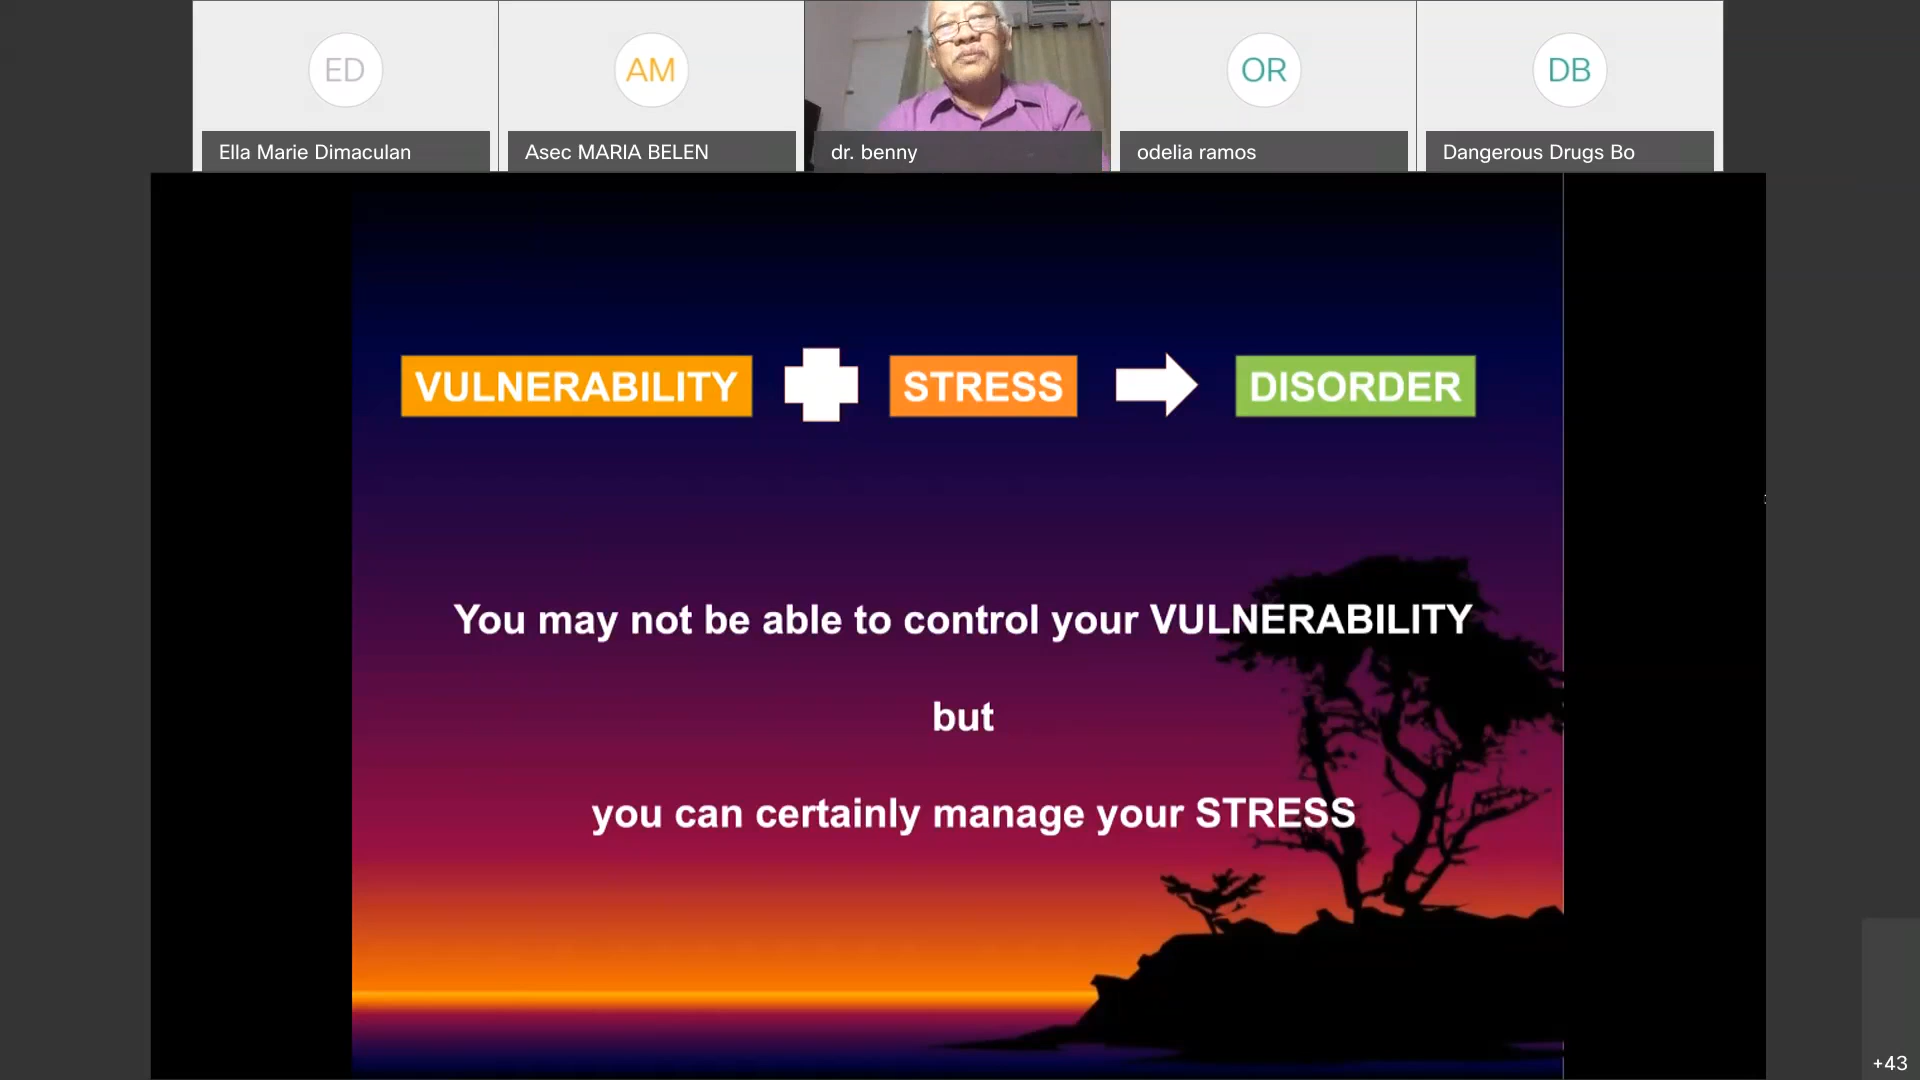 ED
AM
OR
DB
Ella Marie Dimaculan
Asec MARIA BELEN
dr. benny
odelia ramos
Dangerous Drugs Bo
VULNERABILITY
STRESS
DISORDER
You may not be able to control your VULNERABILITY
but
you can certainly manage your STRESS
+43